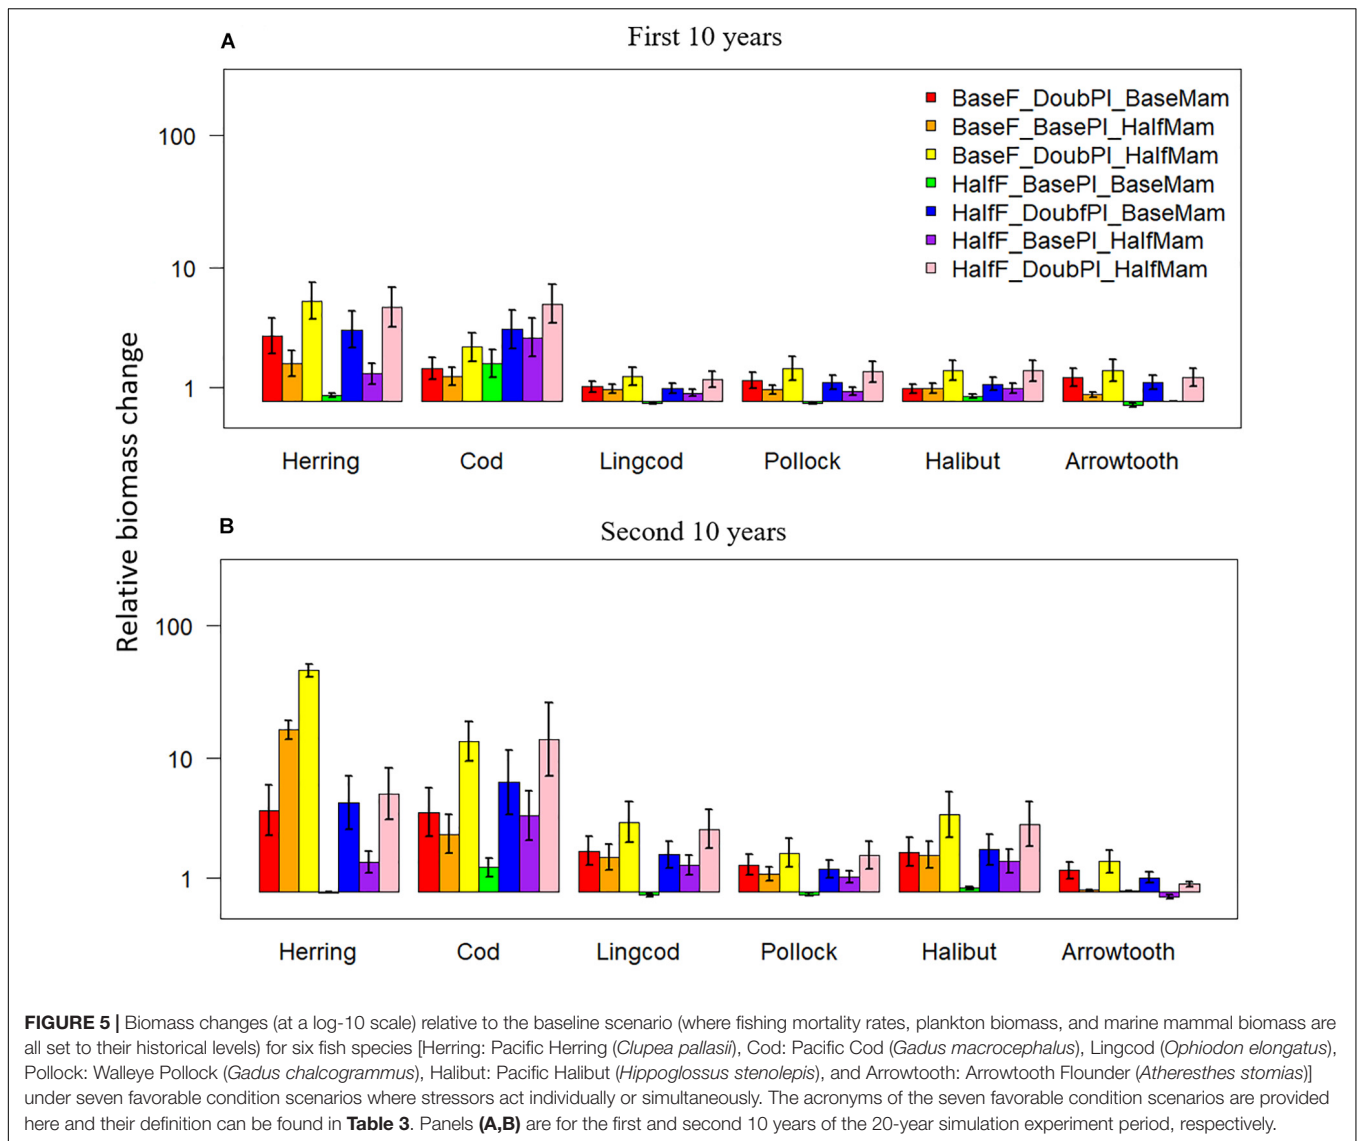 A
First 10 years
100
10
1
BaseF_DoubPl_BaseMam
BaseF_BasePl_HalfMam
BaseF_DoubPl_HalfMam
HalfF_BasePl_BaseMam
HalfF_DoubfPl_BaseMam
HalfF_BasePl_HalfMam
HalfF_DoubPl_HalfMam
Herring Cod Lingcod Pollock Halibut Arrowtooth
Relative biomass change
B
Second 10 years
100
10
1
Herring Cod Lingcod Pollock Halibut Arrowtooth
FIGURE 5 | Biomass changes (at a log-10 scale) relative to the baseline scenario (where fishing mortality rates, plankton biomass, and marine mammal biomass are
all set to their historical levels) for six fish species [Herring: Pacific Herring (Clupea pallasii), Cod: Pacific Cod (Gadus macrocephalus), Lingcod (Ophiodon elongatus),
Pollock: Walleye Pollock (Gadus chalcogrammus), Halibut: Pacific Halibut (Hippoglossus stenolepis), and Arrowtooth: Arrowtooth Flounder (Atheresthes stomias)]
under seven favorable condition scenarios where stressors act individually or simultaneously. The acronyms of the seven favorable condition scenarios are provided
here and their definition can be found in Table 3. Panels (A,B) are for the first and second 10 years of the 20-year simulation experiment period, respectively.